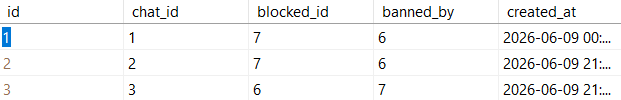 id chat_id blocked_id banned_by created_at
1 1 7 6 2026-06-09 00:...
2 2 7 6 2026-06-09 21:...
3 3 6 7 2026-06-09 21:...